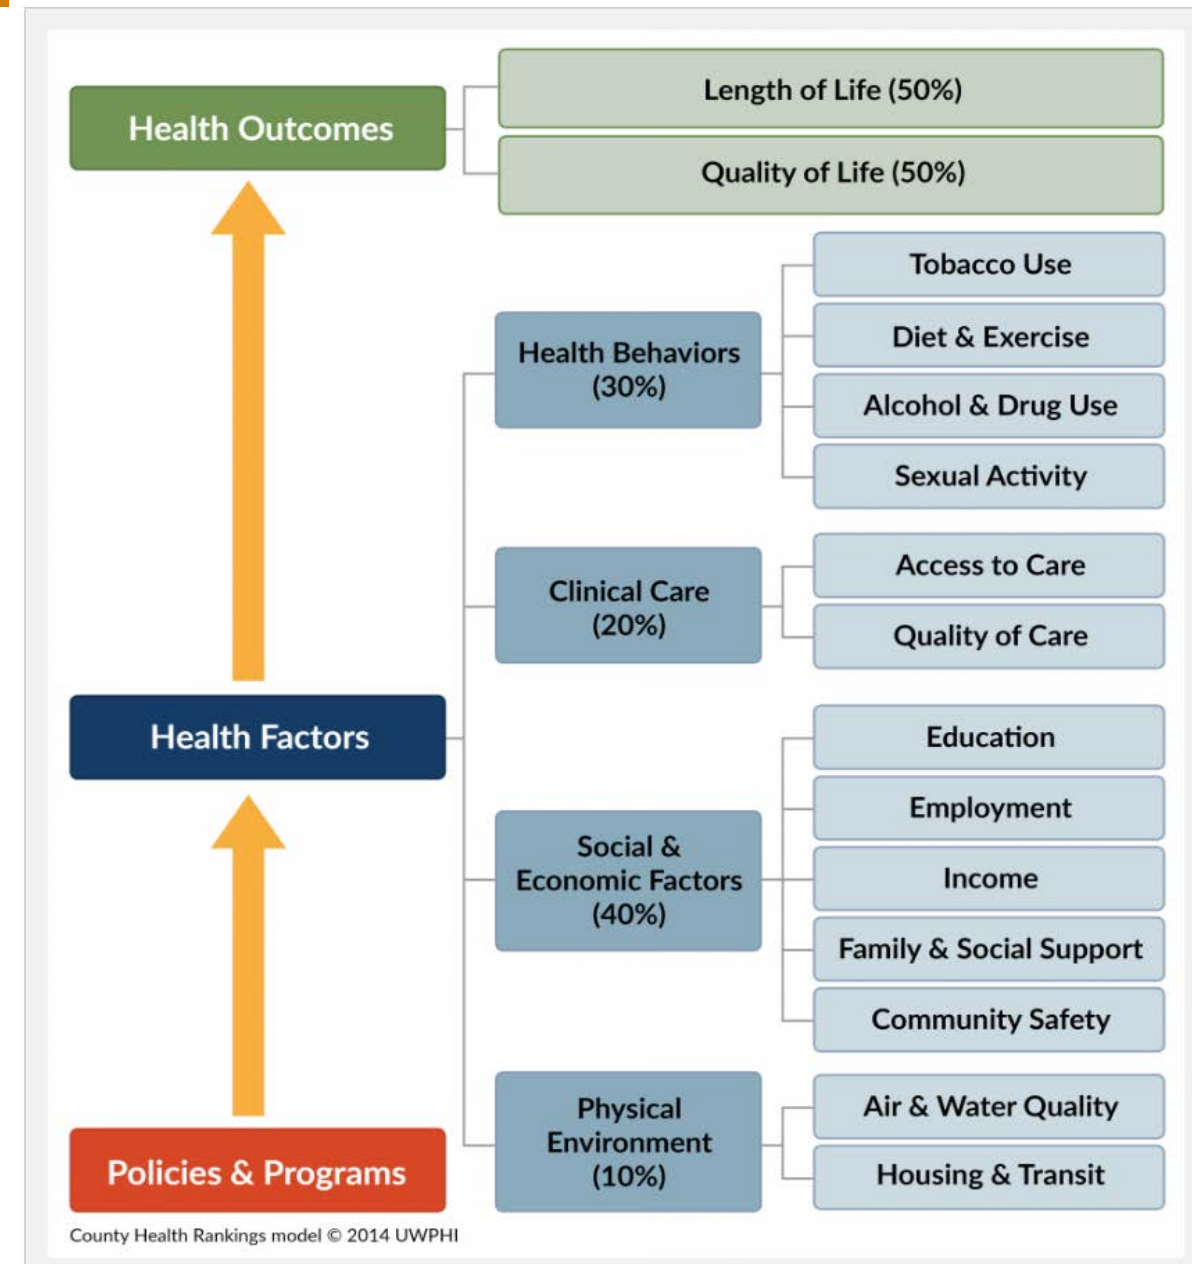 Health Outcomes
Length of Life (50%)
Quality of Life (50%)
Health Factors
Health Behaviors
(30%)
Tobacco Use
Diet & Exercise
Alcohol & Drug Use
Sexual Activity
Clinical Care
(20%)
Access to Care
Quality of Care
Social &
Economic Factors
(40%)
Education
Employment
Income
Family & Social Support
Community Safety
Physical
Environment
(10%)
Air & Water Quality
Housing & Transit
Policies & Programs
County Health Rankings model © 2014 UWPHI